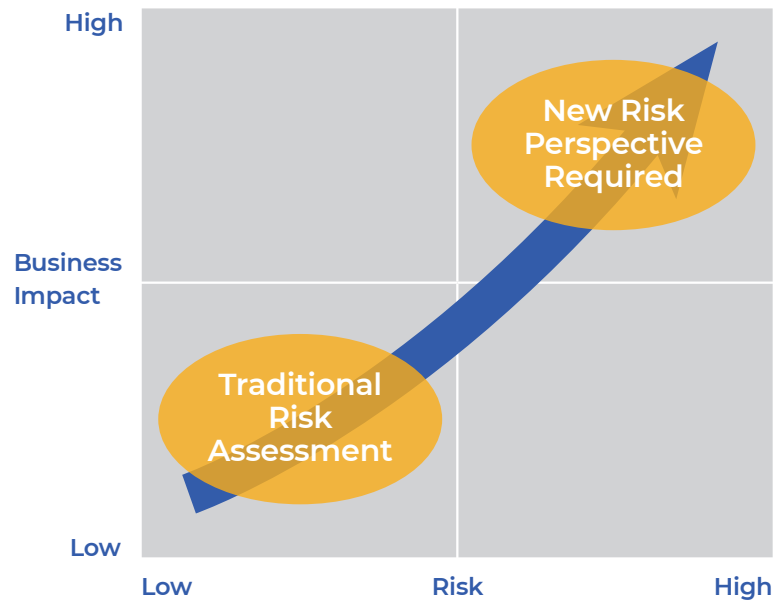 High
New Risk
Perspective
Required
Business
Impact
Traditional
Risk
Assessment
Low
Low
Risk
High